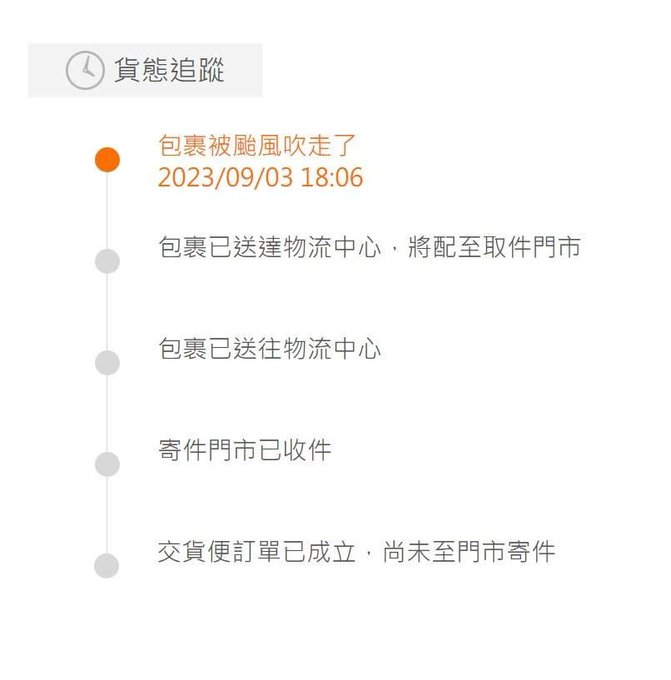 貨態追蹤
包裹被颱風吹走了
2023/09/03 18:06
包裹已送達物流中心，將配至取件門市
包裹已送往物流中心
寄件門市已收件
交貨便訂單已成立，尚未至門市寄件